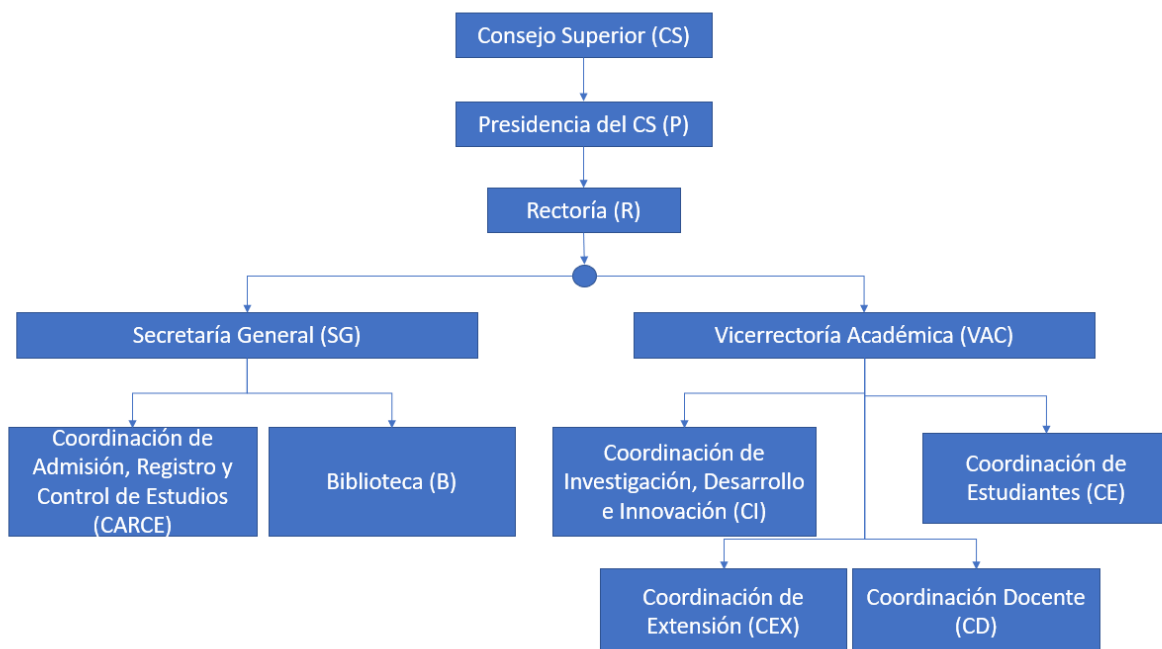 Consejo Superior (CS)
Presidencia del CS (P)
Rectoría (R)
Secretaría General (SG)
Vicerrectoría Académica (VAC)
Coordinación de
Admisión, Registro y
Control de Estudios
(CARCE)
Biblioteca (B)
Coordinación de
Investigación, Desarrollo
e Innovación (CI)
Coordinación de
Estudiantes (CE)
Coordinación de
Extensión (CEX)
Coordinación Docente
(CD)